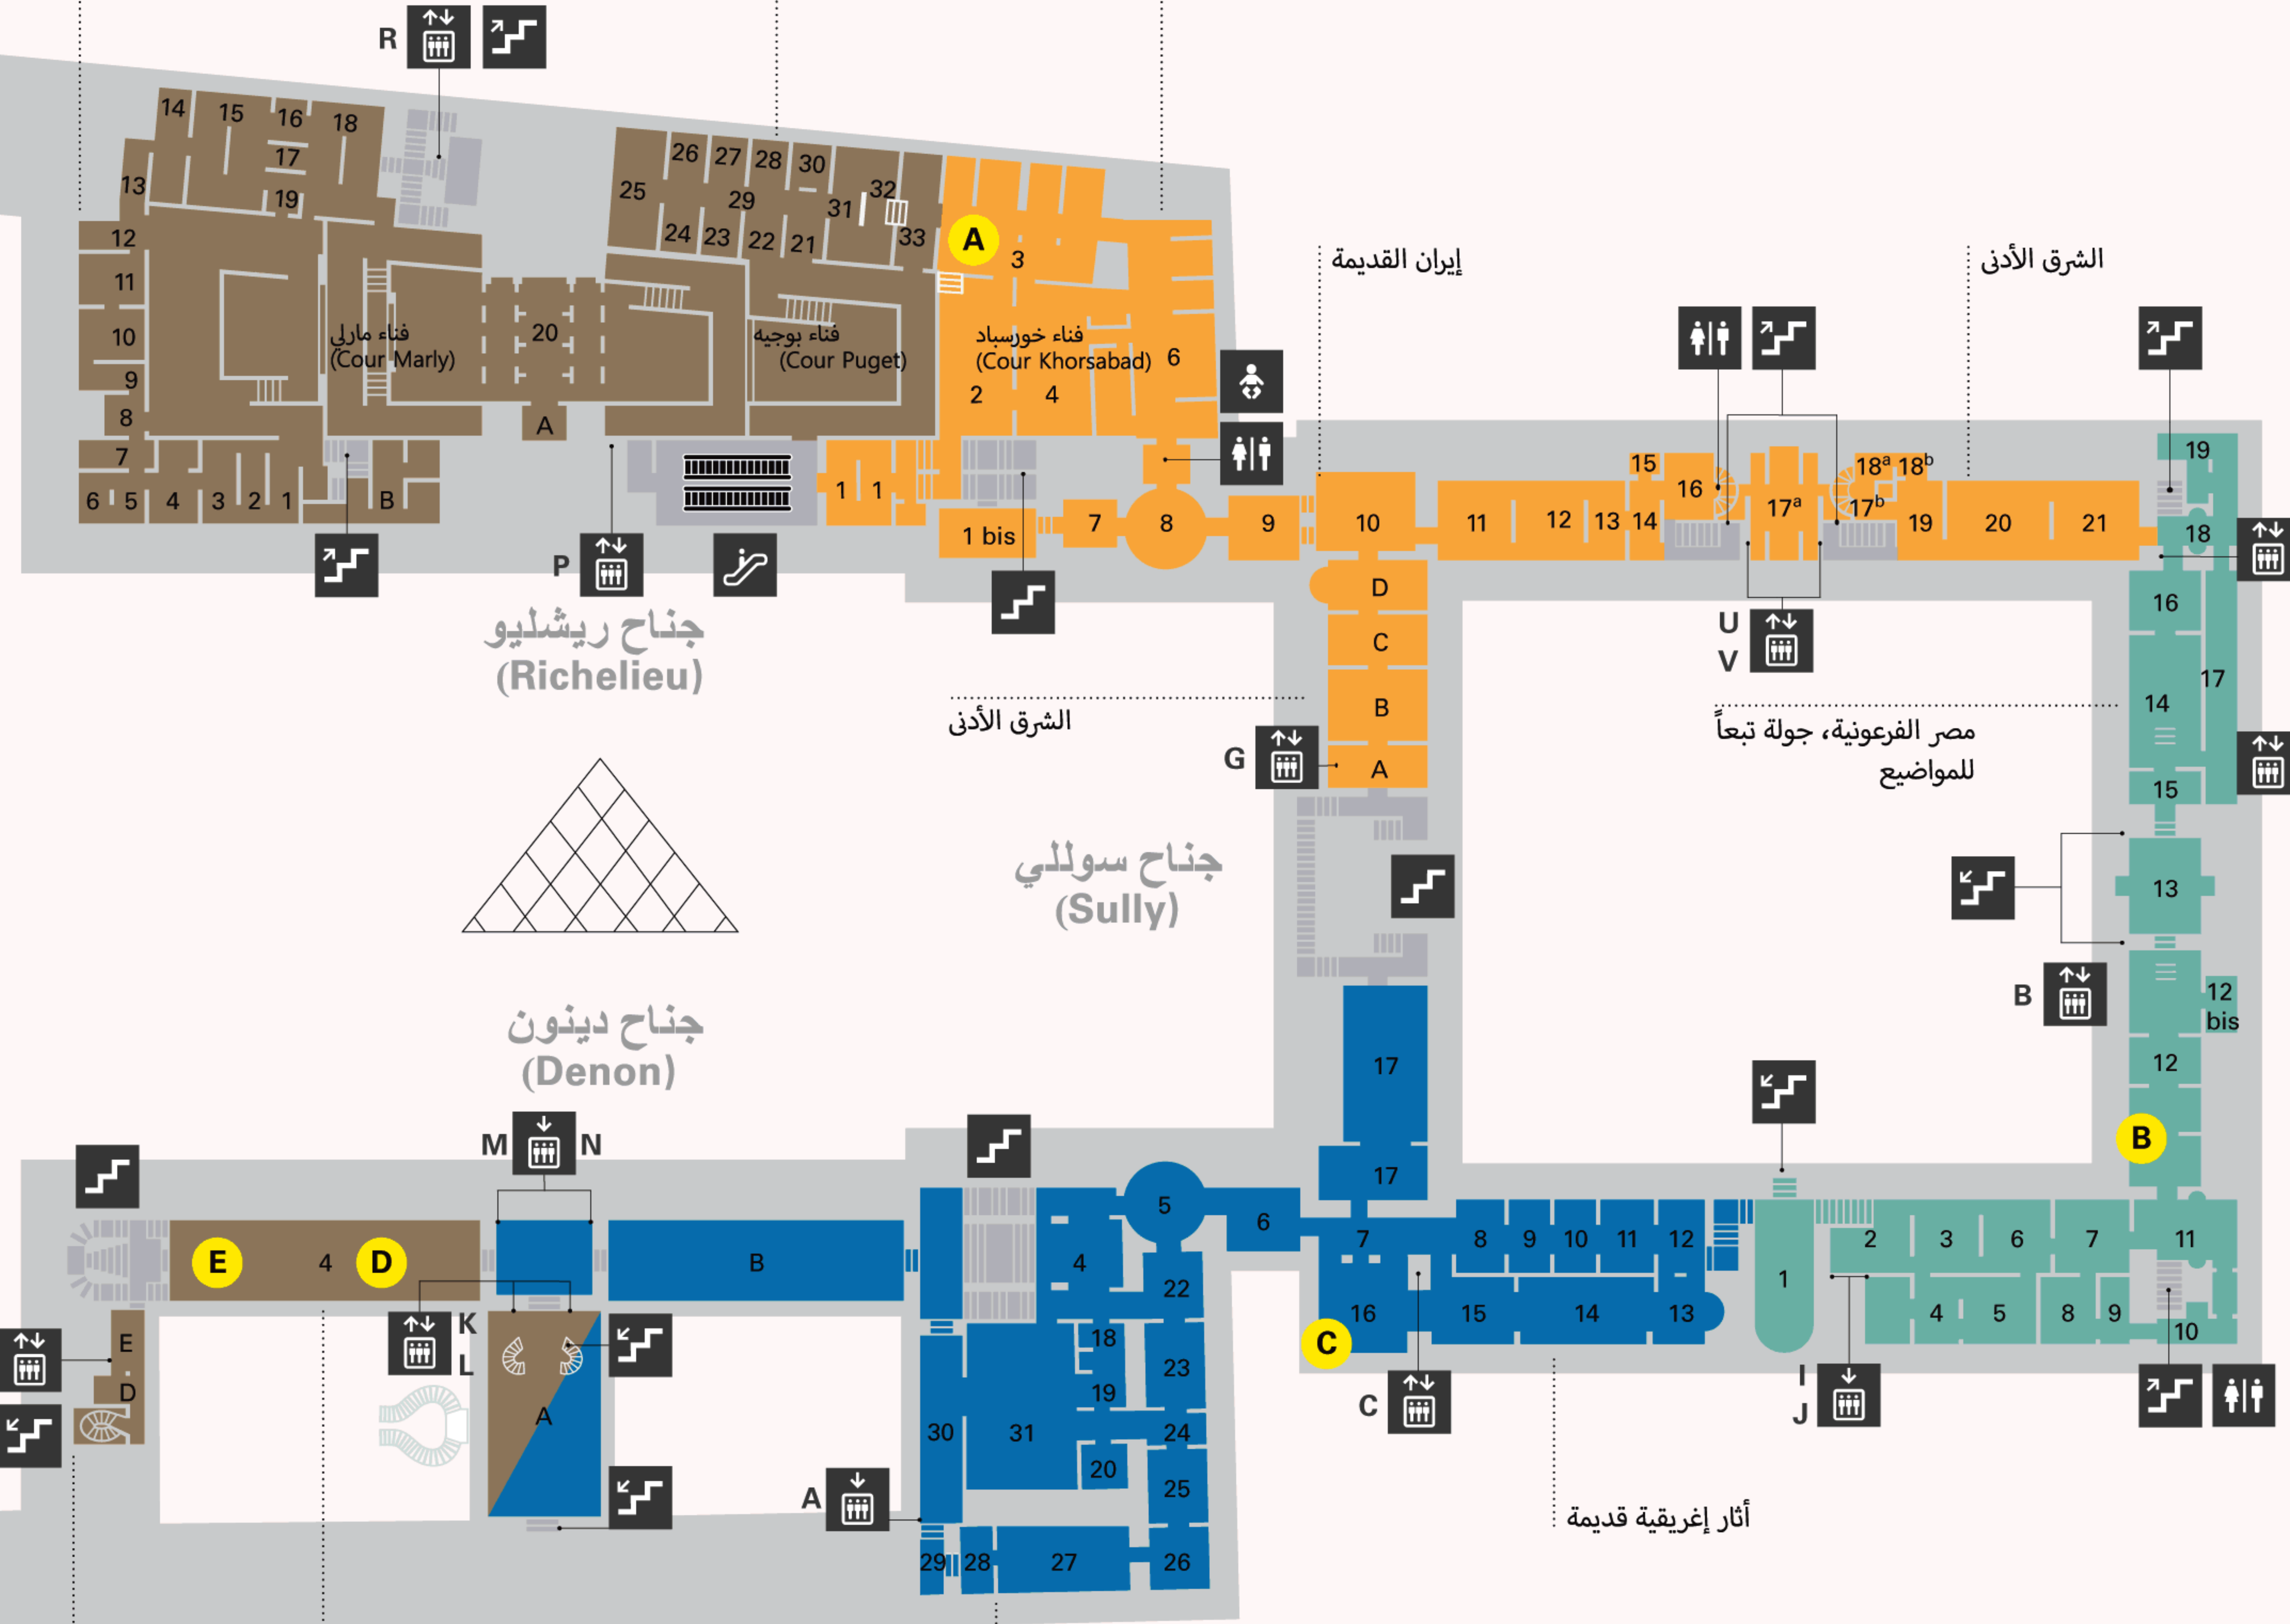 R
14 15 16 18
17
13 19
12
11
10
9
8
7
6 5 4 3 2 1 B
فناء مارلي
(Cour Marly)
20
A
26 27 28 30
25 29 31 32
24 23 22 21 33
فناء بوجيه
(Cour Puget)
A
3
فناء خورسباد
(Cour Khorsabad)
6
2 4
1 1
1 bis 7 8 9 10
P
إيران القديمة
الشرق الأدنى
11 12 13 14 15 16 17a 17b 18a 18b 19 20 21
U
V
D
C
B
A
G
الشرق الأدنى
جناح ريشليو
(Richelieu)
جناح سوللي
(Sully)
جناح دينون
(Denon)
مصر الفرعونية، جولة تبعاً
للمواضيع
19
18
16
17
14
15
13
B
12
bis
12
B
17
17
M N
E 4 D
B
5 6
4
22
7 8 9 10 11 12
16 15 14 13
C
C
1
2 3 6 7 11
4 5 8 9 10
I
J
K
L
E
D
A
18
23
19
30 31 24
20
25
A
29 28 27 26
أثار إغريقية قديمة